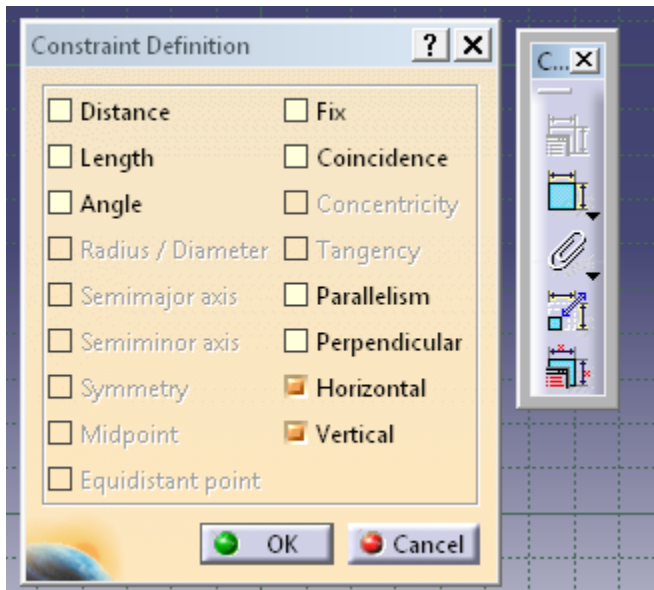 Constraint Definition ? X
C... X
Distance Fix
Length Coincidence
Angle Concentricity
Radius / Diameter Tangency
Semimajor axis Parallelism
Semiminor axis Perpendicular
Symmetry Horizontal
Midpoint Vertical
Equidistant point
OK Cancel